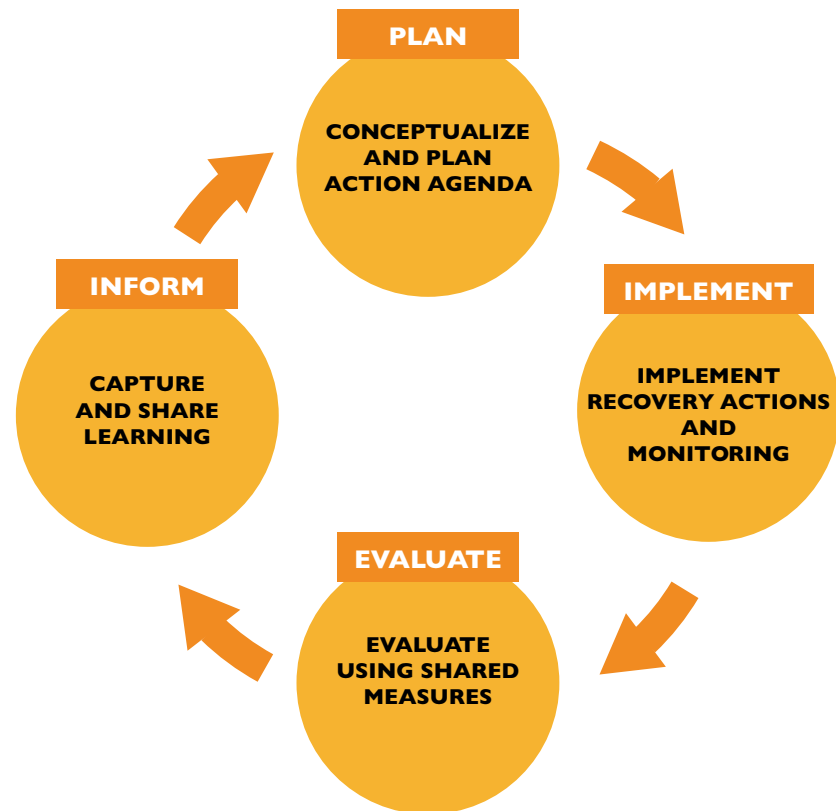 PLAN
CONCEPTUALIZE
AND PLAN
ACTION AGENDA
IMPLEMENT
IMPLEMENT
RECOVERY ACTIONS
AND
MONITORING
EVALUATE
EVALUATE
USING SHARED
MEASURES
INFORM
CAPTURE
AND SHARE
LEARNING